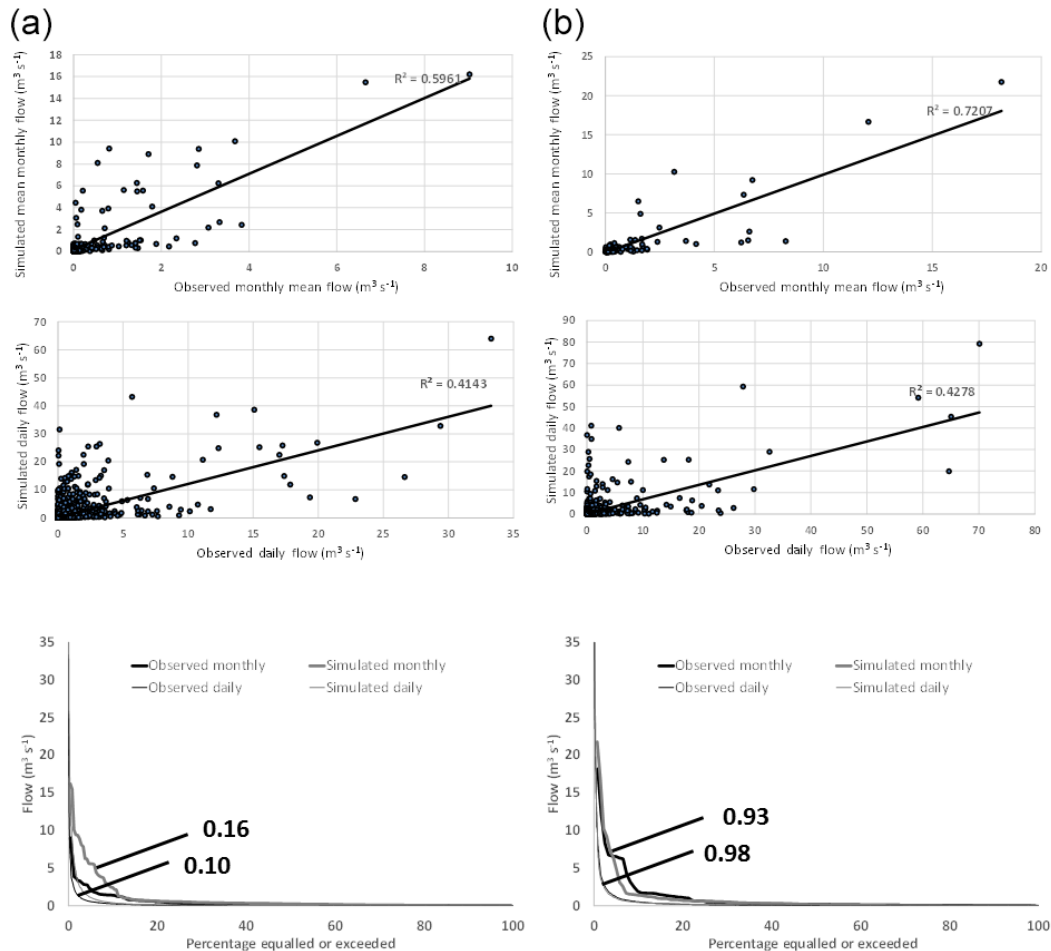 (a)
18
16
14
12
10
8
6
4
2
0
Simulated mean monthly flow (m³ s⁻¹)
R² = 0.5961
0 2 4 6 8 10
Observed monthly mean flow (m³ s⁻¹)
(b)
25
20
15
10
5
0
Simulated mean monthly flow (m³ s⁻¹)
R² = 0.7207
0 5 10 15 20
Observed monthly mean flow (m³ s⁻¹)
70
60
50
40
30
20
10
0
Simulated daily flow (m³ s⁻¹)
R² = 0.4143
0 5 10 15 20 25 30 35
Observed daily flow (m³ s⁻¹)
90
80
70
60
50
40
30
20
10
0
Simulated daily flow (m³ s⁻¹)
R² = 0.4278
0 10 20 30 40 50 60 70 80
Observed daily flow (m³ s⁻¹)
35
30
25
20
15
10
5
0
Flow (m³ s⁻¹)
Observed monthly Simulated monthly
Observed daily Simulated daily
0.16
0.10
0 20 40 60 80 100
Percentage equalled or exceeded
35
30
25
20
15
10
5
0
Flow (m³ s⁻¹)
Observed monthly Simulated monthly
Observed daily Simulated daily
0.93
0.98
0 20 40 60 80 100
Percentage equalled or exceeded